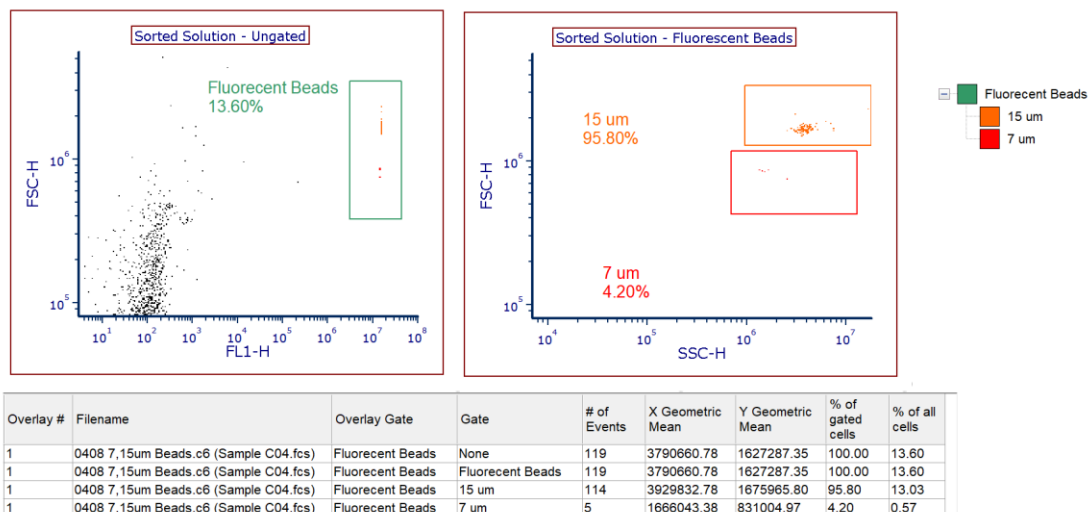 Sorted Solution - Ungated
Fluorecent Beads
13.60%
FSC-H
10^6
10^5
10^1
10^2
10^3
10^4
10^5
10^6
10^7
10^8
FL1-H
Sorted Solution - Fluorescent Beads
15 um
95.80%
7 um
4.20%
FSC-H
10^6
10^5
10^4
10^5
10^6
10^7
SSC-H
Fluorecent Beads
15 um
7 um
Overlay # Filename Overlay Gate Gate # of Events X Geometric Mean Y Geometric Mean % of gated cells % of all cells
1 0408 7,15um Beads.c6 (Sample C04.fcs) Fluorecent Beads None 119 3790660.78 1627287.35 100.00 13.60
1 0408 7,15um Beads.c6 (Sample C04.fcs) Fluorecent Beads Fluorecent Beads 119 3790660.78 1627287.35 100.00 13.60
1 0408 7,15um Beads.c6 (Sample C04.fcs) Fluorecent Beads 15 um 114 3929832.78 1675965.80 95.80 13.03
1 0408 7,15um Beads.c6 (Sample C04.fcs) Fluorecent Beads 7 um 5 1666043.38 831004.97 4.20 0.57